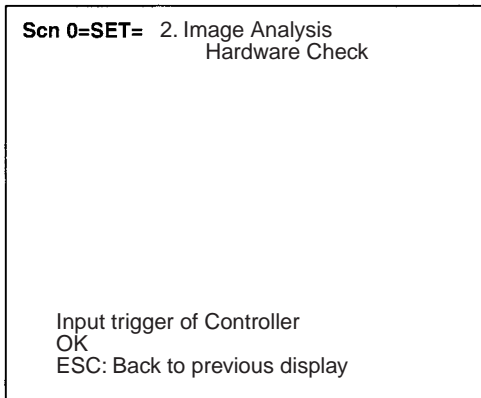 Scn 0=SET= 2. Image Analysis
Hardware Check
Input trigger of Controller
OK
ESC: Back to previous display